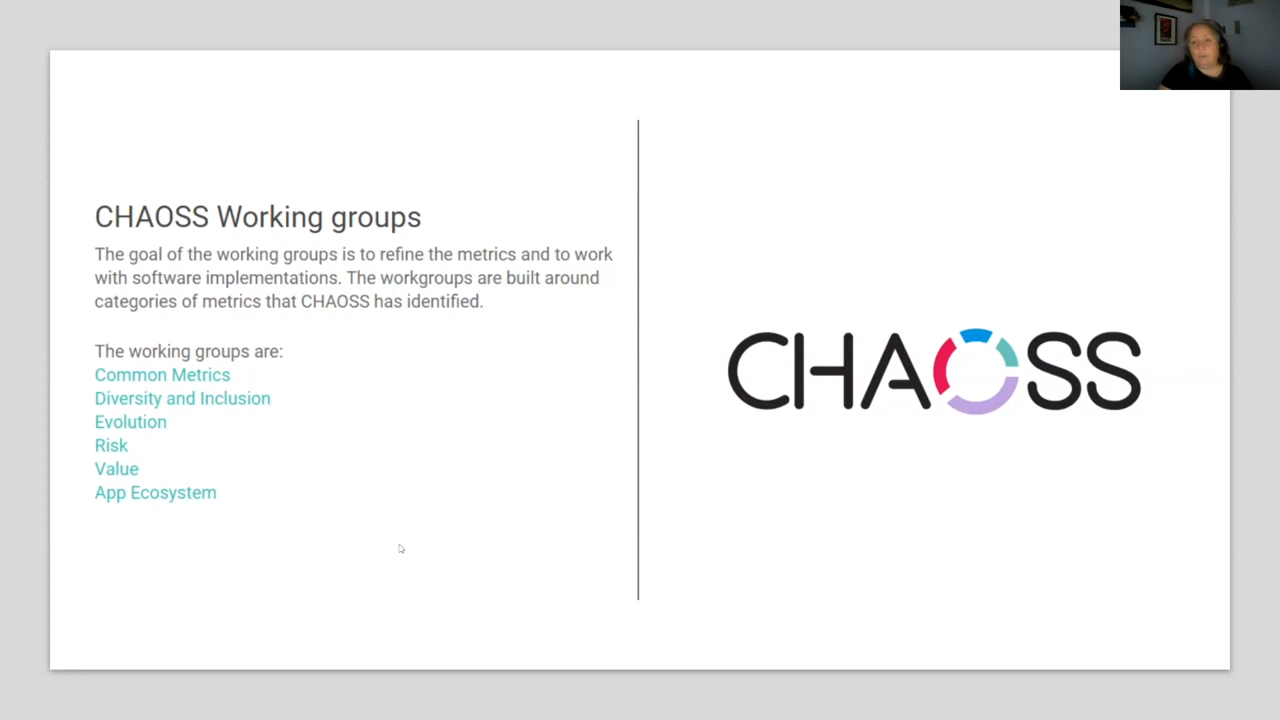 CHAOSS Working groups
The goal of the working groups is to refine the metrics and to work
with software implementations. The workgroups are built around
categories of metrics that CHAOSS has identified.
The working groups are:
Common Metrics
Diversity and Inclusion
Evolution
Risk
Value
App Ecosystem
CHAOSS